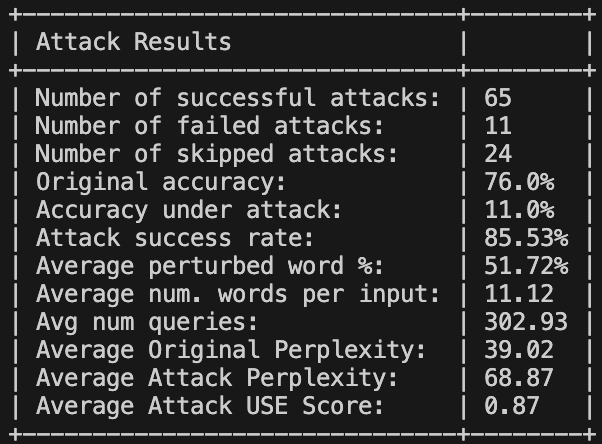 +-------------------------------+--------+
| Attack Results                |        |
+-------------------------------+--------+
| Number of successful attacks: | 65     |
| Number of failed attacks:     | 11     |
| Number of skipped attacks:    | 24     |
| Original accuracy:            | 76.0%  |
| Accuracy under attack:        | 11.0%  |
| Attack success rate:          | 85.53% |
| Average perturbed word %:     | 51.72% |
| Average num. words per input: | 11.12  |
| Avg num queries:              | 302.93 |
| Average Original Perplexity:  | 39.02  |
| Average Attack Perplexity:    | 68.87  |
| Average Attack USE Score:     | 0.87   |
+-------------------------------+--------+